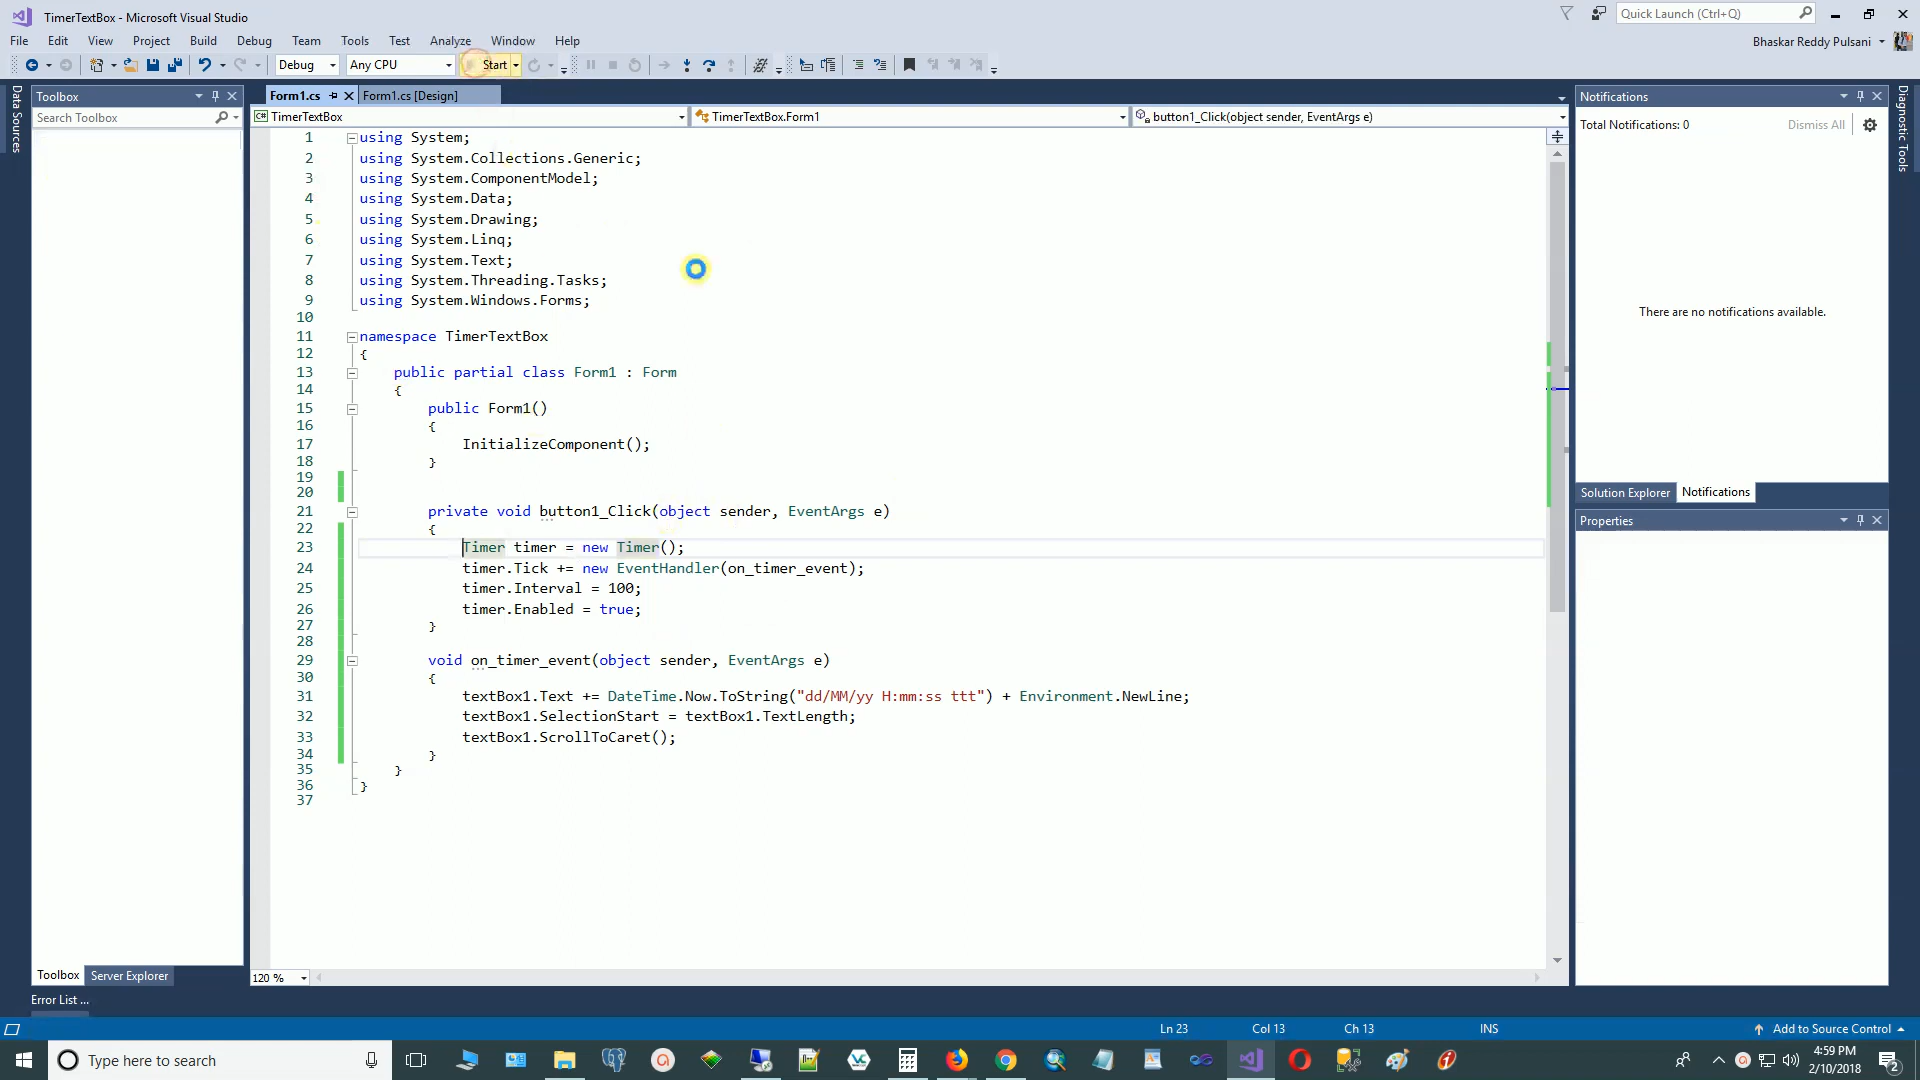 TimerTextBox - Microsoft Visual Studio
Quick Launch (Ctrl+Q)
File Edit View Project Build Debug Team Tools Test Analyze Window Help
Bhaskar Reddy Pulsani
Debug Any CPU Start
Data Sources
Toolbox
Search Toolbox
Form1.cs Form1.cs [Design]
TimerTextBox TimerTextBox.Form1 button1_Click(object sender, EventArgs e)
1 using System;
2 using System.Collections.Generic;
3 using System.ComponentModel;
4 using System.Data;
5 using System.Drawing;
6 using System.Linq;
7 using System.Text;
8 using System.Threading.Tasks;
9 using System.Windows.Forms;
10
11 namespace TimerTextBox
12 {
13 public partial class Form1 : Form
14 {
15 public Form1()
16 {
17 InitializeComponent();
18 }
19
20
21 private void button1_Click(object sender, EventArgs e)
22 {
23 Timer timer = new Timer();
24 timer.Tick += new EventHandler(on_timer_event);
25 timer.Interval = 100;
26 timer.Enabled = true;
27 }
28
29 void on_timer_event(object sender, EventArgs e)
30 {
31 textBox1.Text += DateTime.Now.ToString("dd/MM/yy H:mm:ss ttt") + Environment.NewLine;
32 textBox1.SelectionStart = textBox1.TextLength;
33 textBox1.ScrollToCaret();
34 }
35 }
36 }
37
120 %
Toolbox Server Explorer
Error List ...
Notifications
Total Notifications: 0 Dismiss All
There are no notifications available.
Solution Explorer Notifications
Properties
Diagnostic Tools
Ln 23 Col 13 Ch 13 INS Add to Source Control
Type here to search
4:59 PM
2/10/2018
2